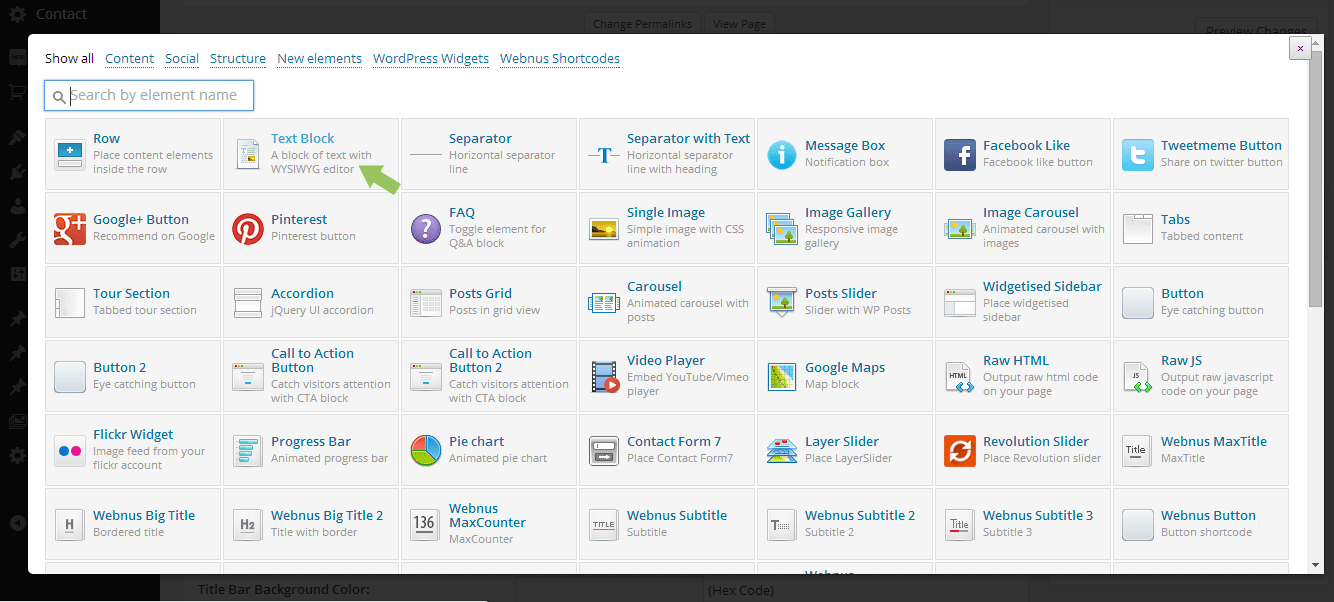 Contact
Change Permalinks View Page
Preview Changes
Show all Content Social Structure New elements WordPress Widgets Webnus Shortcodes
×
Search by element name
Row
Place content elements
inside the row
Text Block
A block of text with
WYSIWYG editor
Separator
Horizontal separator
line
T
Separator with Text
Horizontal separator
line with heading
i
Message Box
Notification box
f
Facebook Like
Facebook like button
t
Tweetmeme Button
Share on twitter button
g+
Google+ Button
Recommend on Google
Pinterest
Pinterest button
?
FAQ
Toggle element for
Q&A block
Single Image
Simple image with CSS
animation
Image Gallery
Responsive image
gallery
Image Carousel
Animated carousel with
images
Tabs
Tabbed content
Tour Section
Tabbed tour section
Accordion
jQuery UI accordion
Posts Grid
Posts in grid view
Carousel
Animated carousel with
posts
Posts Slider
Slider with WP Posts
Widgetised Sidebar
Place widgetised
sidebar
Button
Eye catching button
Button 2
Eye catching button
Call to Action
Button
Catch visitors attention
with CTA block
Call to Action
Button 2
Catch visitors attention
with CTA block
Video Player
Embed YouTube/Vimeo
player
Google Maps
Map block
HTML
Raw HTML
Output raw html code
on your page
JS
Raw JS
Output raw javascript
code on your page
Flickr Widget
Image feed from your
flickr account
Progress Bar
Animated progress bar
Pie chart
Animated pie chart
Contact Form 7
Place Contact Form7
Layer Slider
Place LayerSlider
Revolution Slider
Place Revolution slider
Title
Webnus MaxTitle
MaxTitle
H
Webnus Big Title
Bordered title
H2
Webnus Big Title 2
Title with border
136
Webnus
MaxCounter
MaxCounter
TITLE
Webnus Subtitle
Subtitle
T
Webnus Subtitle 2
Subtitle 2
Title
Webnus Subtitle 3
Subtitle 3
Webnus Button
Button shortcode
Webnus
Title Bar Background Color:
(Hex Code)